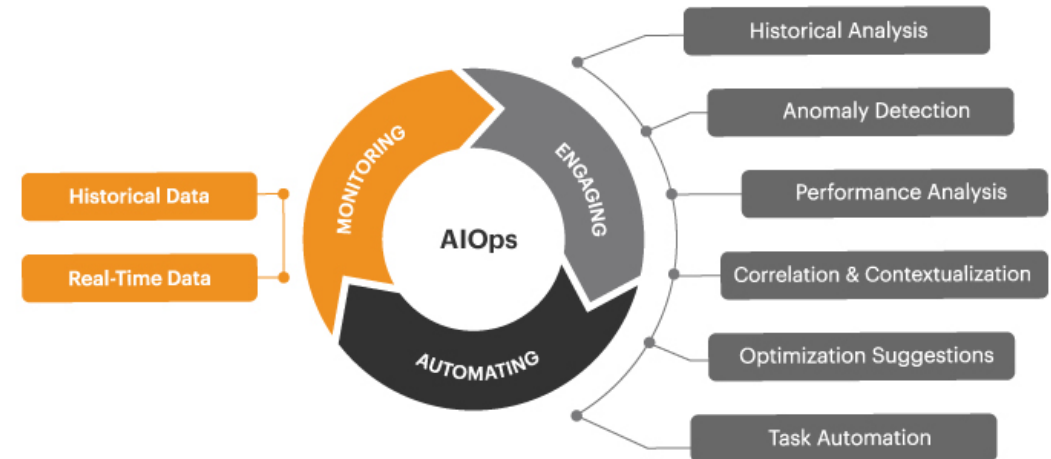 Historical Data
Real-Time Data
MONITORING
ENGAGING
AUTOMATING
AIOps
Historical Analysis
Anomaly Detection
Performance Analysis
Correlation & Contextualization
Optimization Suggestions
Task Automation